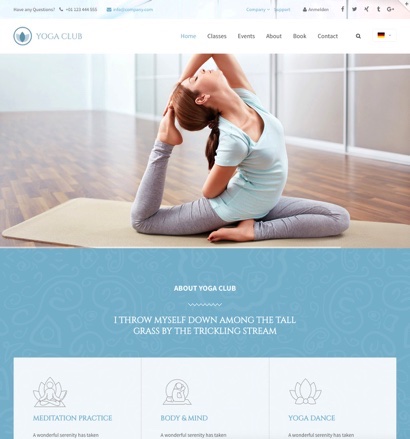 Have any Questions? +01 123 444 555 info@company.com Company Support Anmelden
YOGA CLUB Home Classes Events About Book Contact
ABOUT YOGA CLUB
I THROW MYSELF DOWN AMONG THE TALL
GRASS BY THE TRICKLING STREAM
MEDITATION PRACTICE BODY & MIND YOGA DANCE
A wonderful serenity has taken A wonderful serenity has taken A wonderful serenity has taken